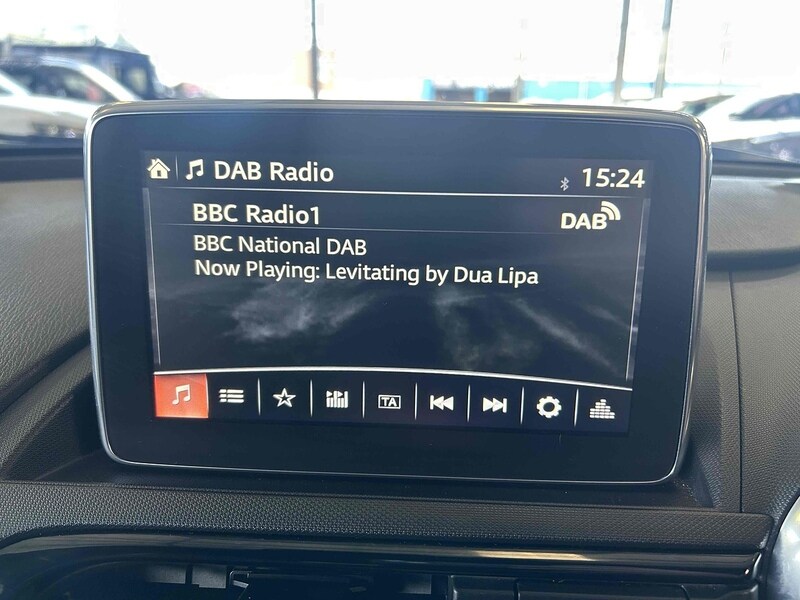 DAB Radio
15:24
BBC Radio1
DAB
BBC National DAB
Now Playing: Levitating by Dua Lipa
TA